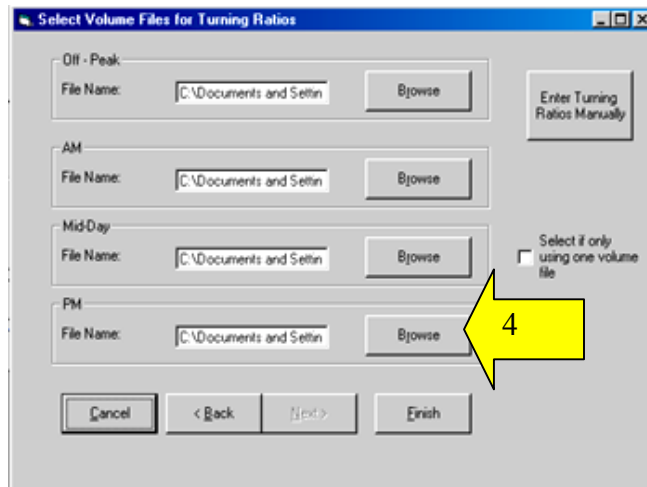 Select Volume Files for Turning Ratios
Off - Peak
File Name: C:\Documents and Settin Browse
Enter Turning
Ratios Manually
AM
File Name: C:\Documents and Settin Browse
Mid-Day
File Name: C:\Documents and Settin Browse
Select if only
using one volume
file
PM
File Name: C:\Documents and Settin Browse
4
Cancel < Back Next > Finish